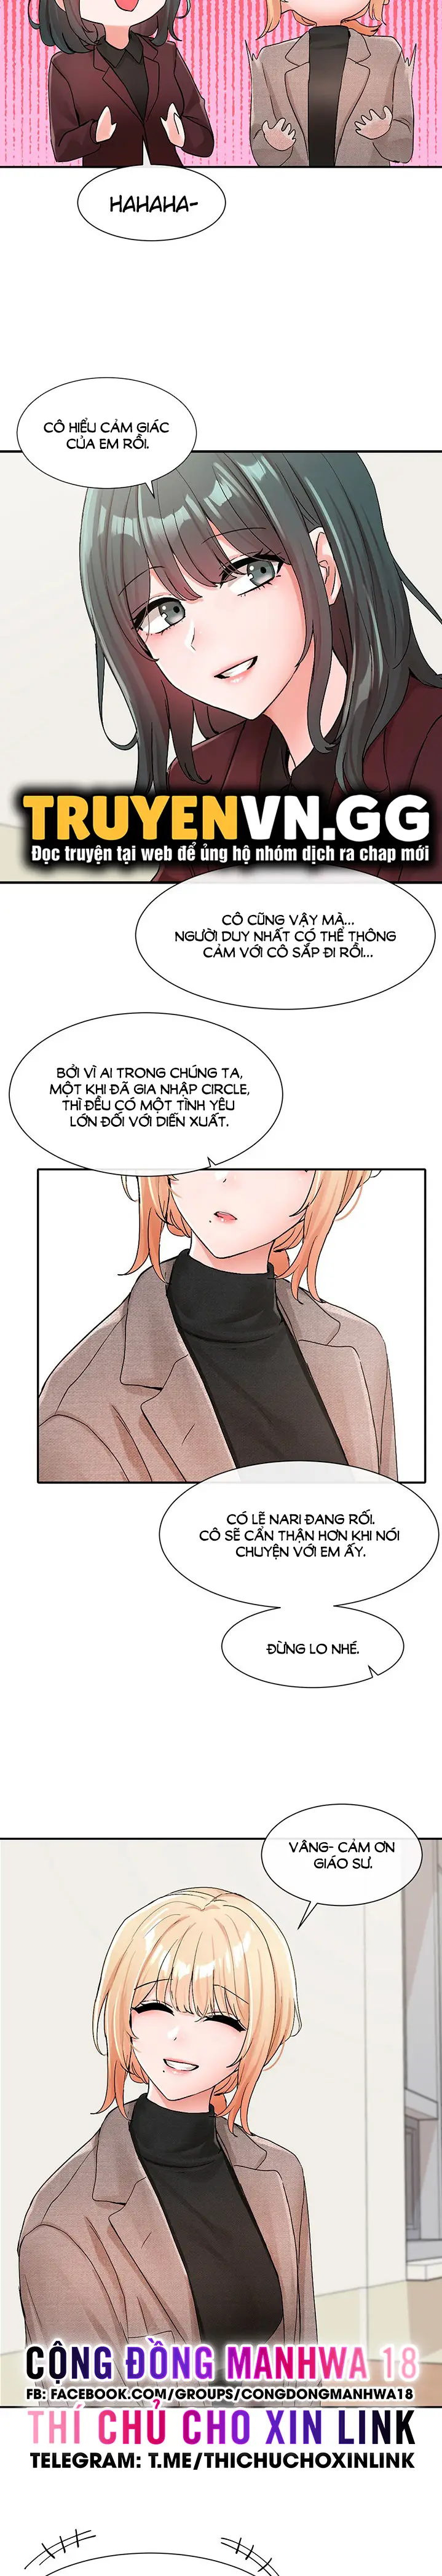 HAHAHA-
CÔ HIỂU CẢM GIÁC
CỦA EM RỒI.
TRUYENVN.GG
Đọc truyện tại web để ủng hộ nhóm dịch ra chap mới
CÔ CŨNG VẬY MÀ...
NGƯỜI DUY NHẤT CÓ THỂ THÔNG
CẢM VỚI CÔ SẮP ĐI RỒI...
BỞI VÌ AI TRONG CHÚNG TA,
MỘT KHI ĐÃ GIA NHẬP CIRCLE,
THÌ ĐỀU CÓ MỘT TÌNH YÊU
LỚN ĐỐI VỚI DIỄN XUẤT.
CÓ LẼ NARI ĐANG RỐI.
CÔ SẼ CẨN THẬN HƠN KHI NÓI
CHUYỆN VỚI EM ẤY.
ĐỪNG LO NHÉ.
VÂNG- CẢM ƠN
GIÁO SƯ.
CỘNG ĐỒNG MANHWA 18
FB: FACEBOOK.COM/GROUPS/CONGDONGMANHWA18
THÍ CHỦ CHO XIN LINK
TELEGRAM: T.ME/THICHUCHOXINLINK